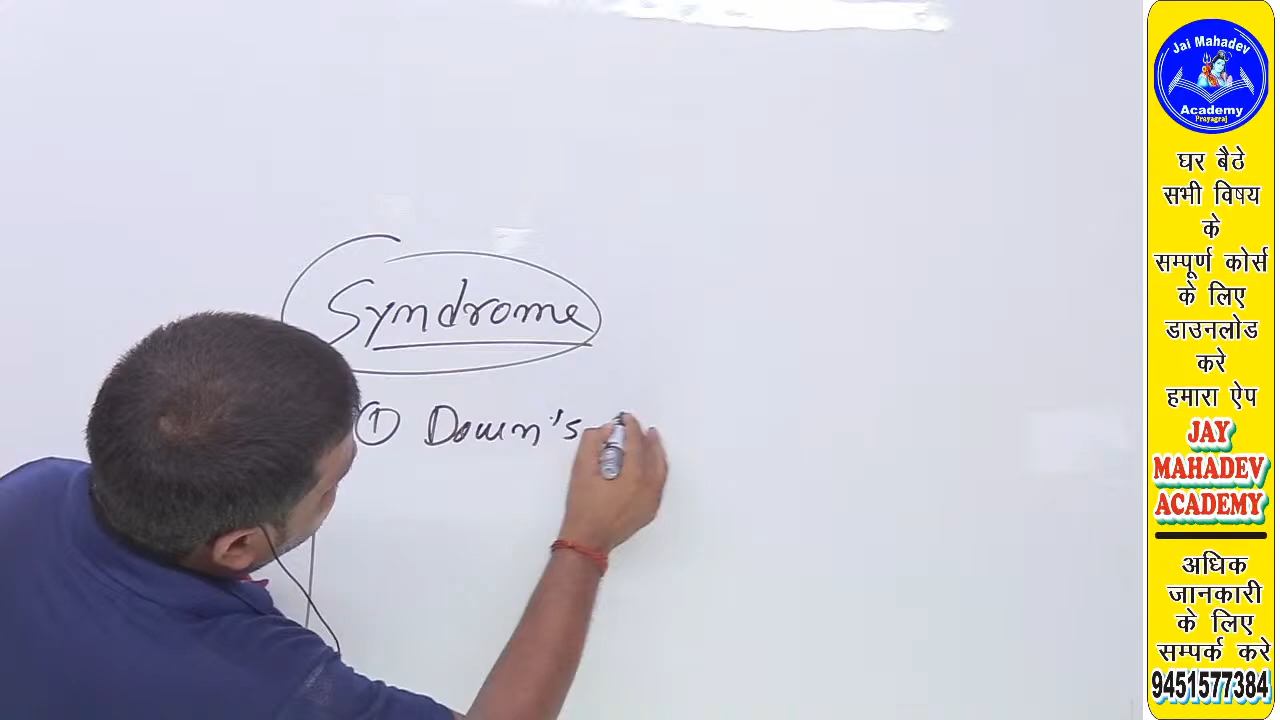 Syndrome
① Down's
Jai Mahadev
Academy
Prayagraj
घर बैठे
सभी विषय
के
सम्पूर्ण कोर्स
के लिए
डाउनलोड
करे
हमारा ऐप
JAY
MAHADEV
ACADEMY
अधिक
जानकारी
के लिए
सम्पर्क करे
9451577384